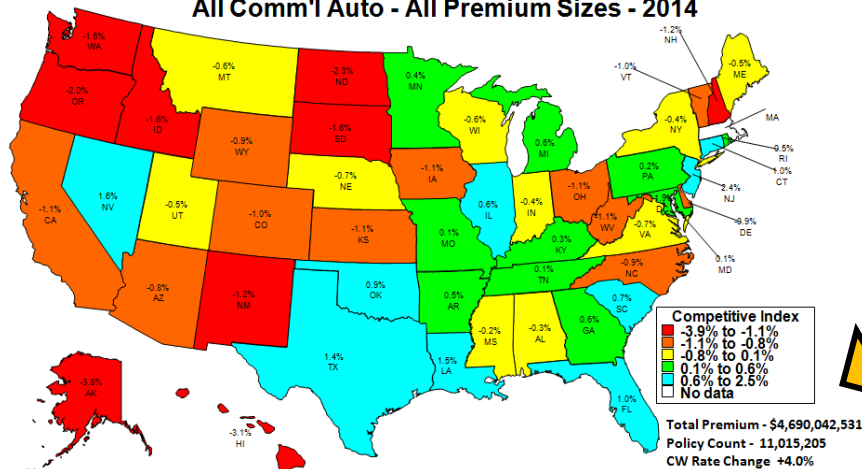 All Comm'l Auto - All Premium Sizes - 2014
-1.6%
WA
-2.0%
OR
-1.6%
ID
-0.6%
MT
-2.3%
ND
0.4%
MN
-1.2%
NH
-1.0%
VT
-0.5%
ME
MA
-0.9%
WY
-1.6%
SD
-0.6%
WI
0.6%
MI
-0.4%
NY
0.5%
RI
1.0%
CT
-1.1%
CA
1.6%
NV
-0.5%
UT
-1.0%
CO
-0.7%
NE
-1.1%
IA
0.6%
IL
-0.4%
IN
-1.1%
OH
0.2%
PA
2.4%
NJ
-0.9%
DE
0.1%
MD
-1.1%
KS
0.1%
MO
0.3%
KY
-1.1%
WV
-0.7%
VA
-0.8%
AZ
-1.2%
NM
0.9%
OK
0.5%
AR
0.1%
TN
-0.9%
NC
0.7%
SC
1.4%
TX
1.5%
LA
-0.2%
MS
-0.3%
AL
0.6%
GA
1.0%
FL
AK
-3.1%
HI
Competitive Index
-3.9% to -1.1%
-1.1% to -0.8%
-0.8% to 0.1%
0.1% to 0.6%
0.6% to 2.5%
No data
Total Premium - $4,690,042,531
Policy Count - 11,015,205
CW Rate Change +4.0%